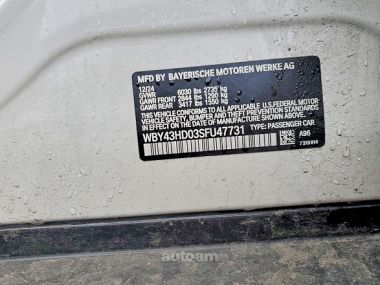 MFD BY BAYERISCHE MOTOREN WERKE AG
12/24
GVWR 6030 lbs 2735 kg
GAWR FRONT 2844 lbs 1290 kg
GAWR REAR 3417 lbs 1550 kg
THIS VEHICLE CONFORMS TO ALL APPLICABLE U.S.FEDERAL MOTOR
VEHICLE SAFETY, BUMPER AND THEFT PREVENTION STANDARDS
IN EFFECT ON THE DATE OF MANUFACTURE SHOWN ABOVE
WBY43HD03SFU47731 TYPE: PASSENGER CAR
A96
autoam